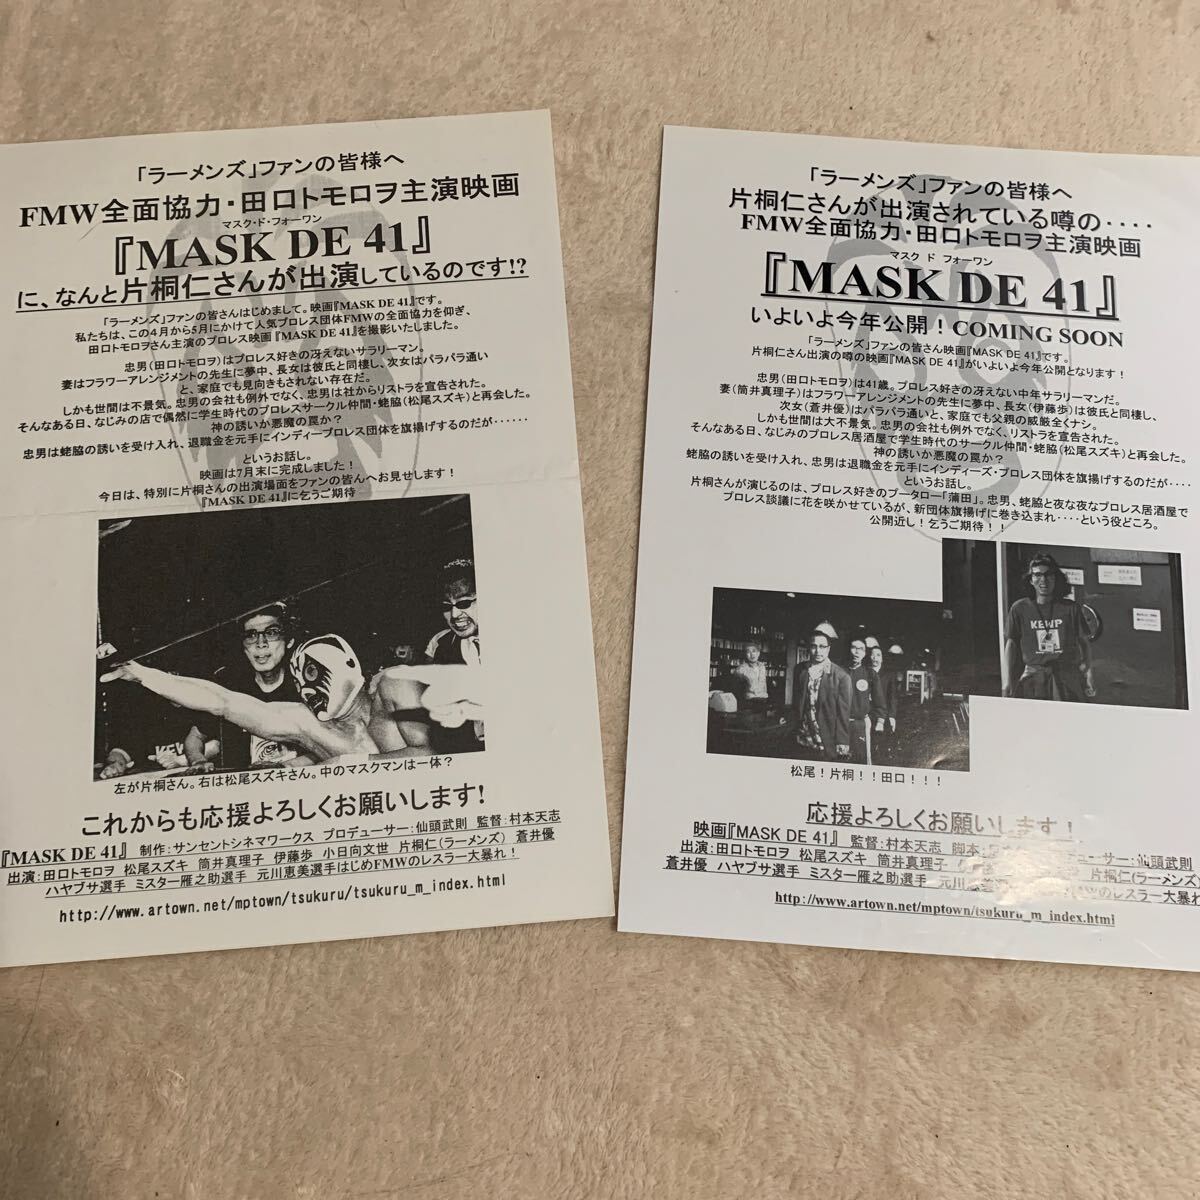 「ラーメンズ」ファンの皆様へ
FMW全面協力・田口トモロヲ主演映画
マスク・ド・フォーワン
『MASK DE 41』
に、なんと片桐仁さんが出演しているのです!?
「ラーメンズ」ファンの皆さんはじめまして。映画『MASK DE 41』です。
私たちは、この4月から5月にかけて人気プロレス団体FMWの全面協力を仰ぎ、
田口トモロヲさん主演のプロレス映画『MASK DE 41』を撮影いたしました。
忠男(田口トモロヲ)はプロレス好きの冴えないサラリーマン。
妻はフラワーアレンジメントの先生に夢中、長女は彼氏と同棲し、次女はパラパラ通い
と、家庭でも見向きもされない存在だ。
しかも世間は不景気。忠男の会社も例外でなく、忠男は社からリストラを宣告された。
そんなある日、なじみの店で偶然に学生時代のプロレスサークル仲間・蛯脇(松尾スズキ)と再会した。
神の誘いか悪魔の罠か?
忠男は蛯脇の誘いを受け入れ、退職金を元手にインディープロレス団体を旗揚げするのだが‥‥‥
というお話し。
映画は7月末に完成しました!
今日は、特別に片桐さんの出演場面をファンの皆んへお見せします!
『MASK DE 41』に乞うご期待
KEWP
左が片桐さん。右は松尾スズキさん。中のマスクマンは一体?
これからも応援よろしくお願いします!
『MASK DE 41』 制作:サンセントシネマワークス プロデューサー:仙頭武則 監督:村本天志
出演:田口トモロヲ 松尾スズキ 筒井真理子 伊藤歩 小日向文世 片桐仁(ラーメンズ) 蒼井優
ハヤブサ選手 ミスター雁之助選手 元川恵美選手はじめFMWのレスラー大暴れ!
http://www.artown.net/mptown/tsukuru/tsukuru_m_index.html
「ラーメンズ」ファンの皆様へ
片桐仁さんが出演されている噂の‥‥
FMW全面協力・田口トモロヲ主演映画
マスク ド フォーワン
『MASK DE 41』
いよいよ今年公開!COMING SOON
「ラーメンズ」ファンの皆さん映画『MASK DE 41』です。
片桐仁さん出演の噂の映画『MASK DE 41』がいよいよ今年公開となります!
忠男(田口トモロヲ)は41歳。プロレス好きの冴えない中年サラリーマンだ。
妻(筒井真理子)はフラワーアレンジメントの先生に夢中、長女(伊藤歩)は彼氏と同棲し、
次女(蒼井優)はパラパラ通いと、家庭でも父親の威厳全くナシ。
しかも世間は大不景気。忠男の会社も例外でなく、リストラを宣告された。
そんなある日、なじみのプロレス居酒屋で学生時代のサークル仲間・蛯脇(松尾スズキ)と再会した。
神の誘いか悪魔の罠か?
蛯脇の誘いを受け入れ、忠男は退職金を元手にインディーズ・プロレス団体を旗揚げするのだが‥‥
というお話し。
片桐さんが演じるのは、プロレス好きのプータロー「蒲田」。忠男、蛯脇と夜な夜なプロレス居酒屋で
プロレス談議に花を咲かせているが、新団体旗揚げに巻き込まれ‥‥という役どころ。
公開近し!乞うご期待!!
KEWP
松尾!片桐!!田口!!!
応援よろしくお願いします!
映画『MASK DE 41』 監督:村本天志 脚本: プロデューサー:仙頭武則
出演:田口トモロヲ 松尾スズキ 筒井真理子 片桐仁(ラーメンズ)
蒼井優 ハヤブサ選手 ミスター雁之助選手 元川恵美 のレスラー大暴れ
http://www.artown.net/mptown/tsukuru/tsukuru_m_index.html